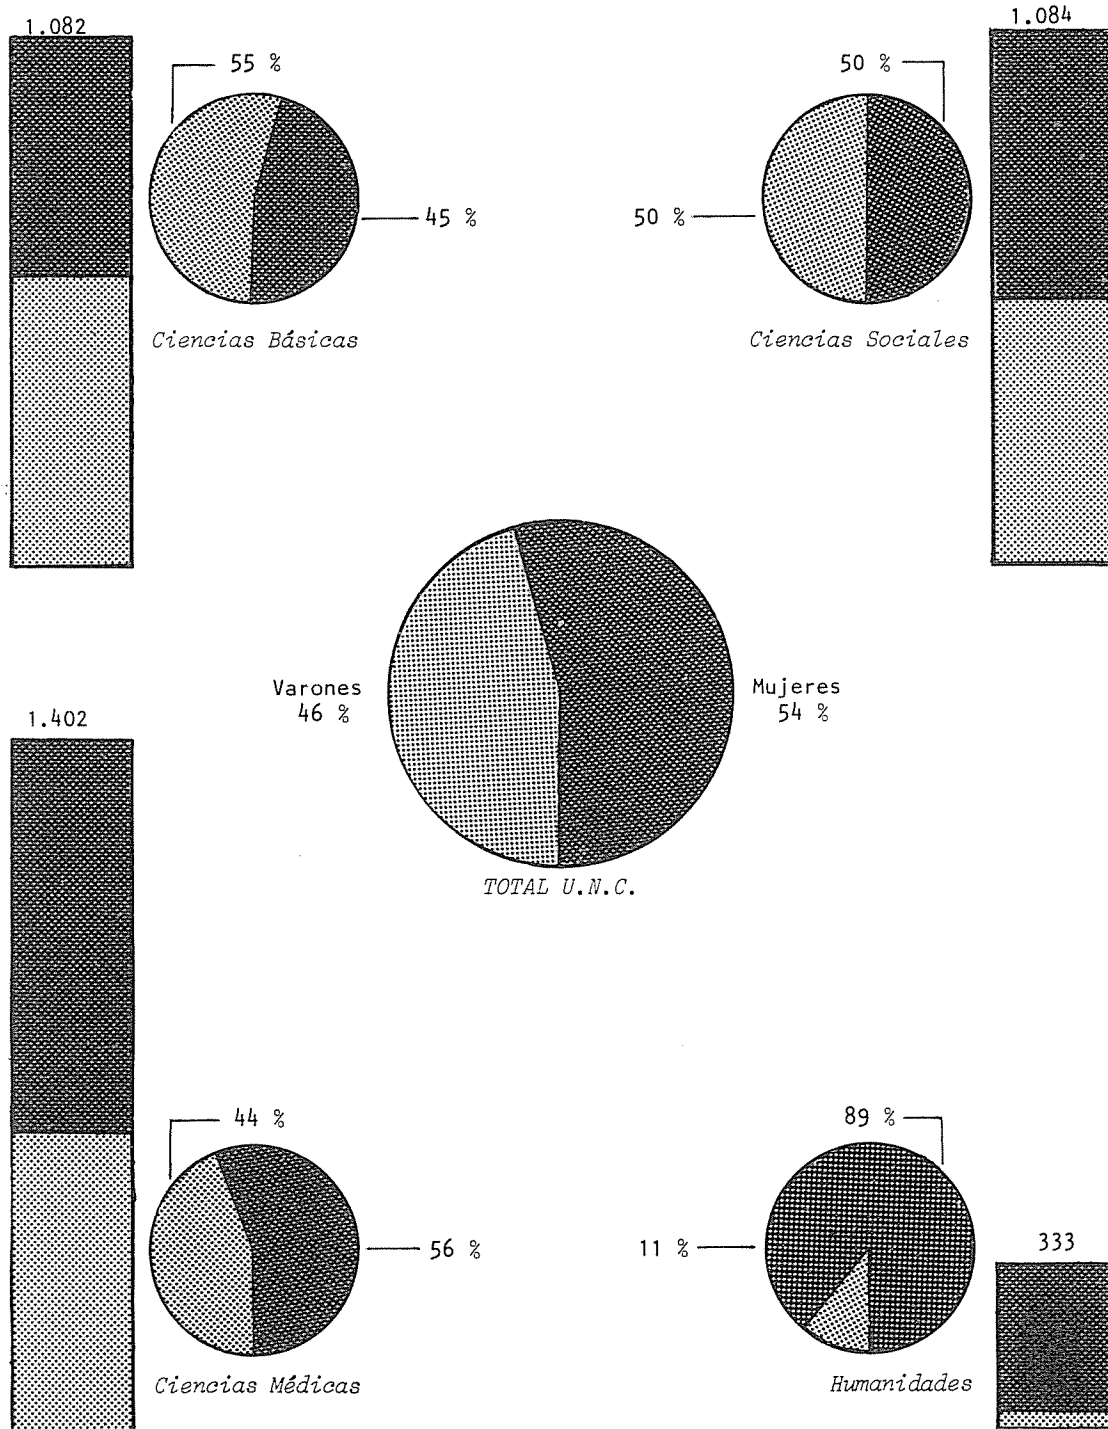 1.082
1.084
55 %
50 %
45 %
50 %
Ciencias Básicas
Ciencias Sociales
Varones
46 %
Mujeres
54 %
1.402
TOTAL U.N.C.
44 %
89 %
56 %
11 %
333
Ciencias Médicas
Humanidades